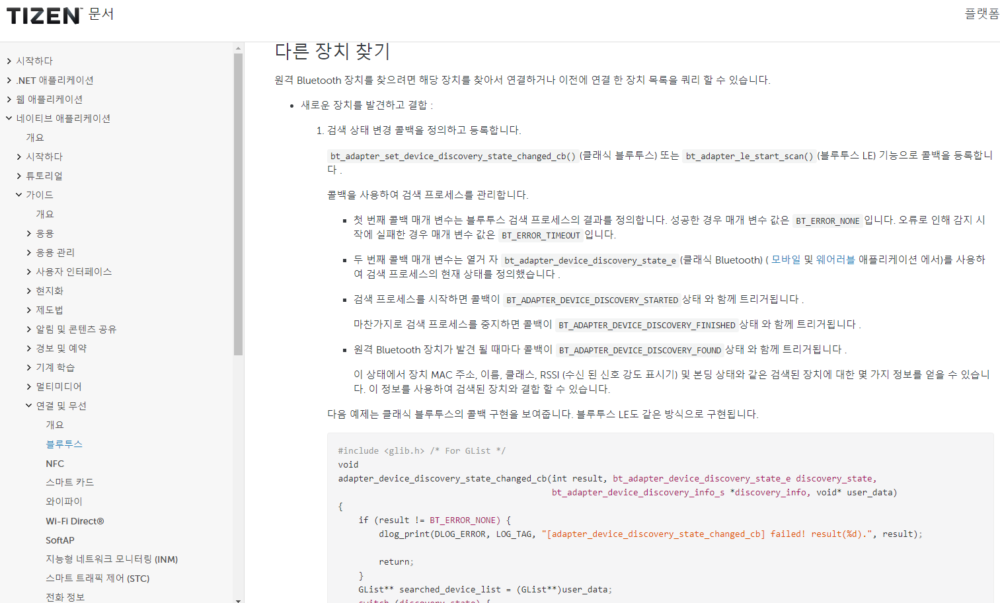 TIZEN™ 문서
플랫폼
시작하다
.NET 애플리케이션
웹 애플리케이션
네이티브 애플리케이션
개요
시작하다
튜토리얼
가이드
개요
응용
응용 관리
사용자 인터페이스
현지화
제도법
알림 및 콘텐츠 공유
경보 및 예약
기계 학습
멀티미디어
연결 및 무선
개요
블루투스
NFC
스마트 카드
와이파이
Wi-Fi Direct®
SoftAP
지능형 네트워크 모니터링 (INM)
스마트 트래픽 제어 (STC)
전화 정보
다른 장치 찾기
원격 Bluetooth 장치를 찾으려면 해당 장치를 찾아서 연결하거나 이전에 연결 한 장치 목록을 쿼리 할 수 있습니다.
• 새로운 장치를 발견하고 결합 :
1. 검색 상태 변경 콜백을 정의하고 등록합니다.
bt_adapter_set_device_discovery_state_changed_cb() (클래식 블루투스) 또는 bt_adapter_le_start_scan() (블루투스 LE) 기능으로 콜백을 등록합니
다 .
콜백을 사용하여 검색 프로세스를 관리합니다.
▪ 첫 번째 콜백 매개 변수는 블루투스 검색 프로세스의 결과를 정의합니다. 성공한 경우 매개 변수 값은 BT_ERROR_NONE 입니다. 오류로 인해 감지 시
작에 실패한 경우 매개 변수 값은 BT_ERROR_TIMEOUT 입니다.
▪ 두 번째 콜백 매개 변수는 열거 자 bt_adapter_device_discovery_state_e (클래식 Bluetooth) ( 모바일 및 웨어러블 애플리케이션 에서)를 사용하
여 검색 프로세스의 현재 상태를 정의했습니다 .
▪ 검색 프로세스를 시작하면 콜백이 BT_ADAPTER_DEVICE_DISCOVERY_STARTED 상태 와 함께 트리거됩니다 .
마찬가지로 검색 프로세스를 중지하면 콜백이 BT_ADAPTER_DEVICE_DISCOVERY_FINISHED 상태 와 함께 트리거됩니다 .
▪ 원격 Bluetooth 장치가 발견 될 때마다 콜백이 BT_ADAPTER_DEVICE_DISCOVERY_FOUND 상태 와 함께 트리거됩니다 .
이 상태에서 장치 MAC 주소, 이름, 클래스, RSSI (수신 된 신호 강도 표시기) 및 본딩 상태와 같은 검색된 장치에 대한 몇 가지 정보를 얻을 수 있습니
다. 이 정보를 사용하여 검색된 장치와 결합 할 수 있습니다.
다음 예제는 클래식 블루투스의 콜백 구현을 보여줍니다. 블루투스 LE도 같은 방식으로 구현됩니다.
#include <glib.h> /* For GList */
void
adapter_device_discovery_state_changed_cb(int result, bt_adapter_device_discovery_state_e discovery_state,
bt_adapter_device_discovery_info_s *discovery_info, void* user_data)
{
if (result != BT_ERROR_NONE) {
dlog_print(DLOG_ERROR, LOG_TAG, "[adapter_device_discovery_state_changed_cb] failed! result(%d).", result);
return;
}
GList** searched_device_list = (GList**)user_data;
switch (discovery_state) {